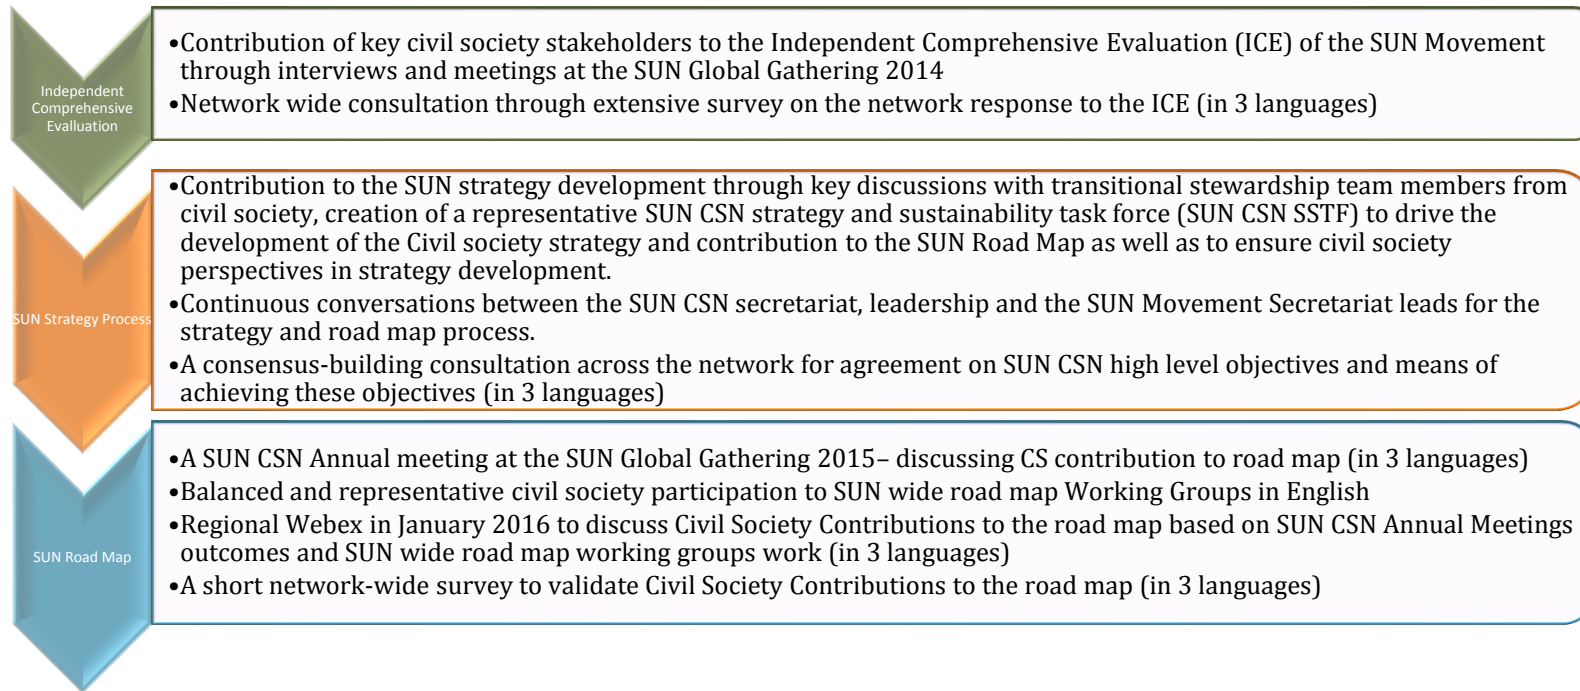 Independent
Comprehensive
Evalluation
•Contribution of key civil society stakeholders to the Independent Comprehensive Evaluation (ICE) of the SUN Movement
through interviews and meetings at the SUN Global Gathering 2014
•Network wide consultation through extensive survey on the network response to the ICE (in 3 languages)
SUN Strategy Process
•Contribution to the SUN strategy development through key discussions with transitional stewardship team members from
civil society, creation of a representative SUN CSN strategy and sustainability task force (SUN CSN SSTF) to drive the
development of the Civil society strategy and contribution to the SUN Road Map as well as to ensure civil society
perspectives in strategy development.
•Continuous conversations between the SUN CSN secretariat, leadership and the SUN Movement Secretariat leads for the
strategy and road map process.
•A consensus-building consultation across the network for agreement on SUN CSN high level objectives and means of
achieving these objectives (in 3 languages)
SUN Road Map
•A SUN CSN Annual meeting at the SUN Global Gathering 2015– discussing CS contribution to road map (in 3 languages)
•Balanced and representative civil society participation to SUN wide road map Working Groups in English
•Regional Webex in January 2016 to discuss Civil Society Contributions to the road map based on SUN CSN Annual Meetings
outcomes and SUN wide road map working groups work (in 3 languages)
•A short network-wide survey to validate Civil Society Contributions to the road map (in 3 languages)